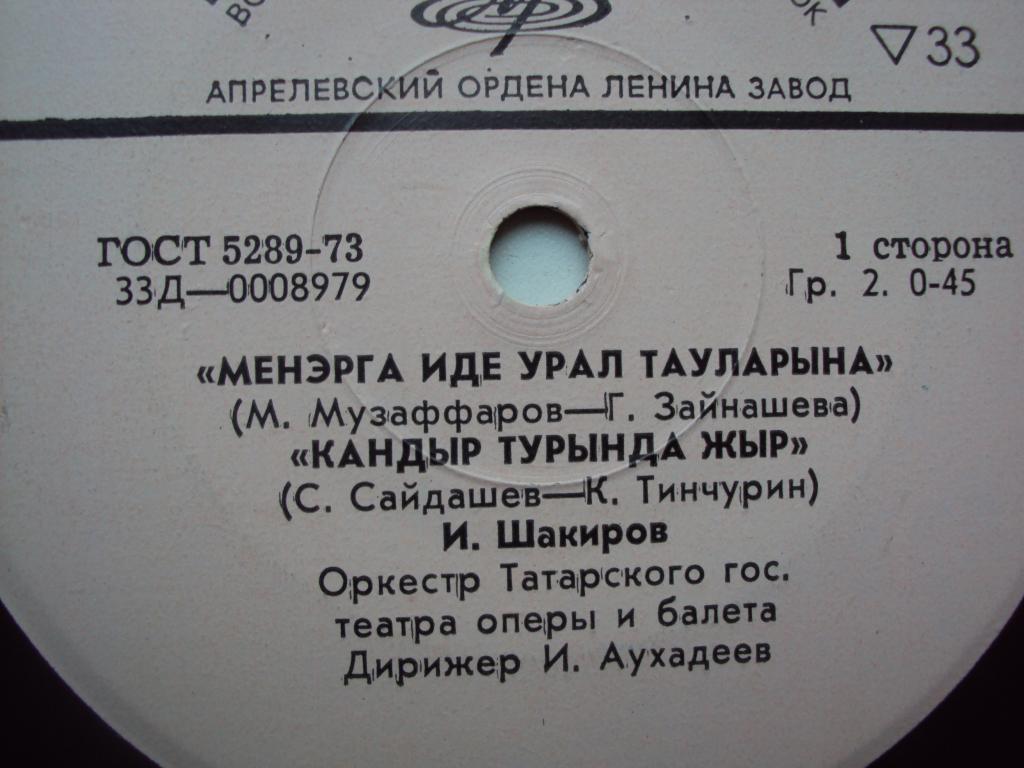 ▽33
АПРЕЛЕВСКИЙ ОРДЕНА ЛЕНИНА ЗАВОД
ГОСТ 5289-73
33Д—0008979
1 сторона
Гр. 2. 0-45
«МЕНЭРГА ИДЕ УРАЛ ТАУЛАРЫНА»
(М. Музаффаров—Г. Зайнашева)
«КАНДЫР ТУРЫНДА ЖЫР»
(С. Сайдашев—К. Тинчурин)
И. Шакиров
Оркестр Татарского гос.
театра оперы и балета
Дирижер И. Аухадеев